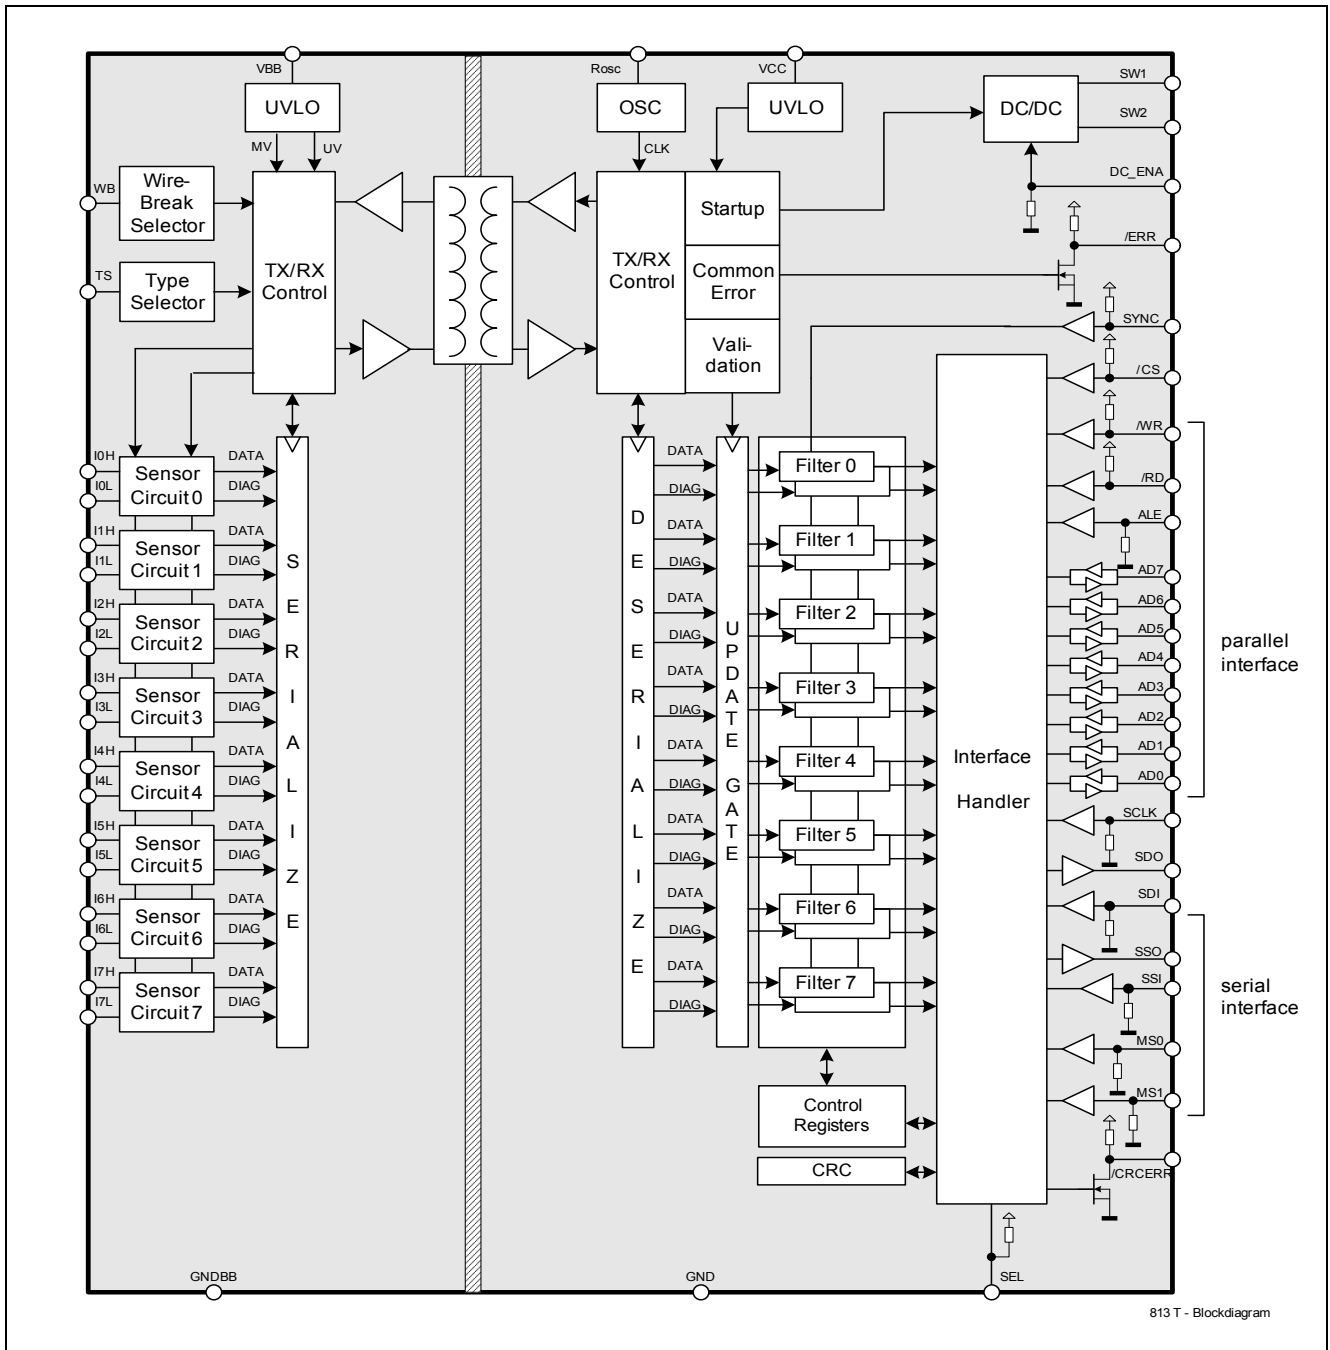 VBB
Rosc
VCC
UVLO
OSC
UVLO
DC/DC
SW1
SW2
MV
UV
CLK
DC_ENA
WB
Wire-
Break
Selector
TS
Type
Selector
TX/RX
Control
TX/RX
Control
Startup
Common
Error
Vali-
dation
/ERR
SYNC
/CS
/WR
/RD
ALE
AD7
AD6
AD5
AD4
AD3
AD2
AD1
AD0
parallel
interface
SCLK
SDO
SDI
SSO
SSI
MS0
MS1
serial
interface
/CRCERR
I0H
I0L
Sensor
Circuit 0
DATA
DIAG
I1H
I1L
Sensor
Circuit 1
DATA
DIAG
I2H
I2L
Sensor
Circuit 2
DATA
DIAG
I3H
I3L
Sensor
Circuit 3
DATA
DIAG
I4H
I4L
Sensor
Circuit 4
DATA
DIAG
I5H
I5L
Sensor
Circuit 5
DATA
DIAG
I6H
I6L
Sensor
Circuit 6
DATA
DIAG
I7H
I7L
Sensor
Circuit 7
DATA
DIAG
SERIALIZE
DESERIALIZE
DATA
DIAG
DATA
DIAG
DATA
DIAG
DATA
DIAG
DATA
DIAG
DATA
DIAG
DATA
DIAG
DATA
DIAG
UPDATE GATE
Filter 0
Filter 1
Filter 2
Filter 3
Filter 4
Filter 5
Filter 6
Filter 7
Interface
Handler
Control
Registers
CRC
GNDBB
GND
SEL
813 T - Blockdiagram